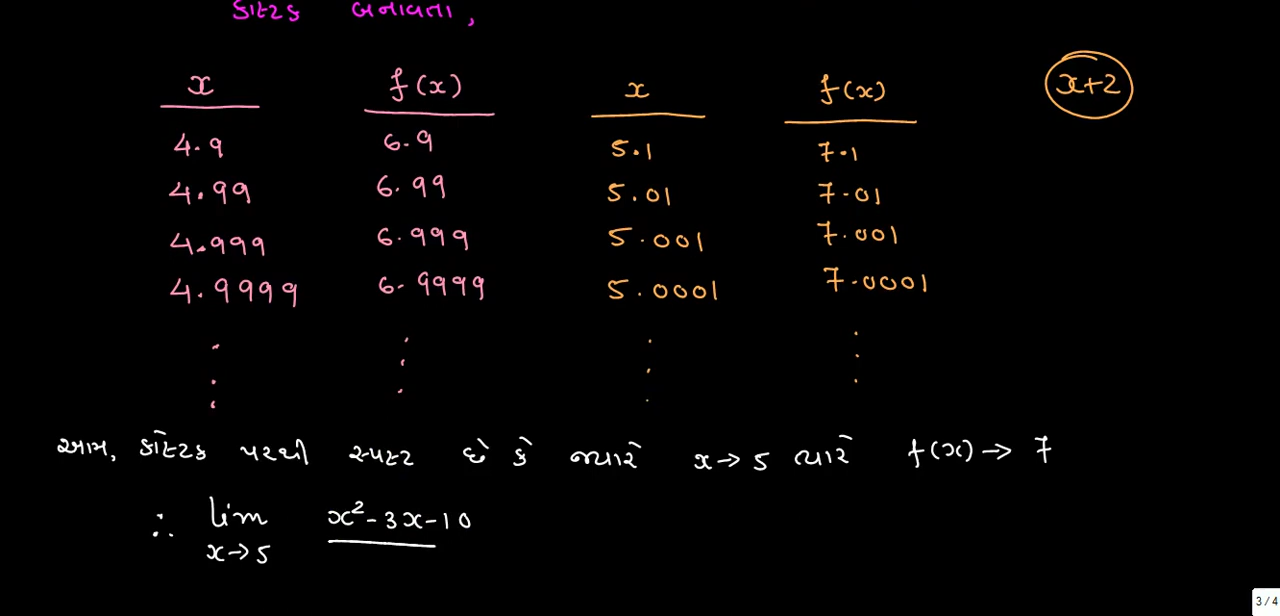 કોષ્ટક બનાવતા,
x f(x) x f(x) x+2
4.9 6.9 5.1 7.1
4.99 6.99 5.01 7.01
4.999 6.999 5.001 7.001
4.9999 6.9999 5.0001 7.0001
આમ, કોષ્ટક પરથી સ્પષ્ટ છે કે જ્યારે x→5 ત્યારે f(x)→7
∴ lim x²-3x-10
x→5
3/4